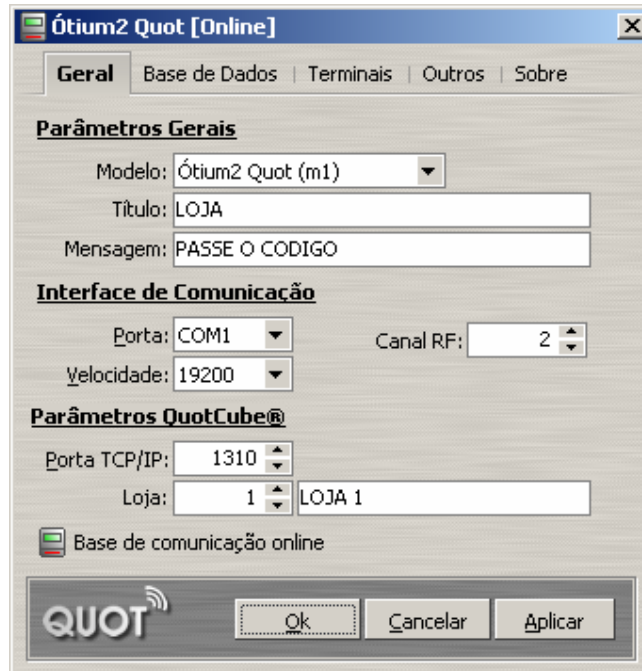 Ótium2 Quot [Online]
Geral Base de Dados Terminais Outros Sobre
Parâmetros Gerais
Modelo: Ótium2 Quot (m1)
Título: LOJA
Mensagem: PASSE O CODIGO
Interface de Comunicação
Porta: COM1 Canal RF: 2
Velocidade: 19200
Parâmetros QuotCube®
Porta TCP/IP: 1310
Loja: 1 LOJA 1
Base de comunicação online
QUOT Ok Cancelar Aplicar